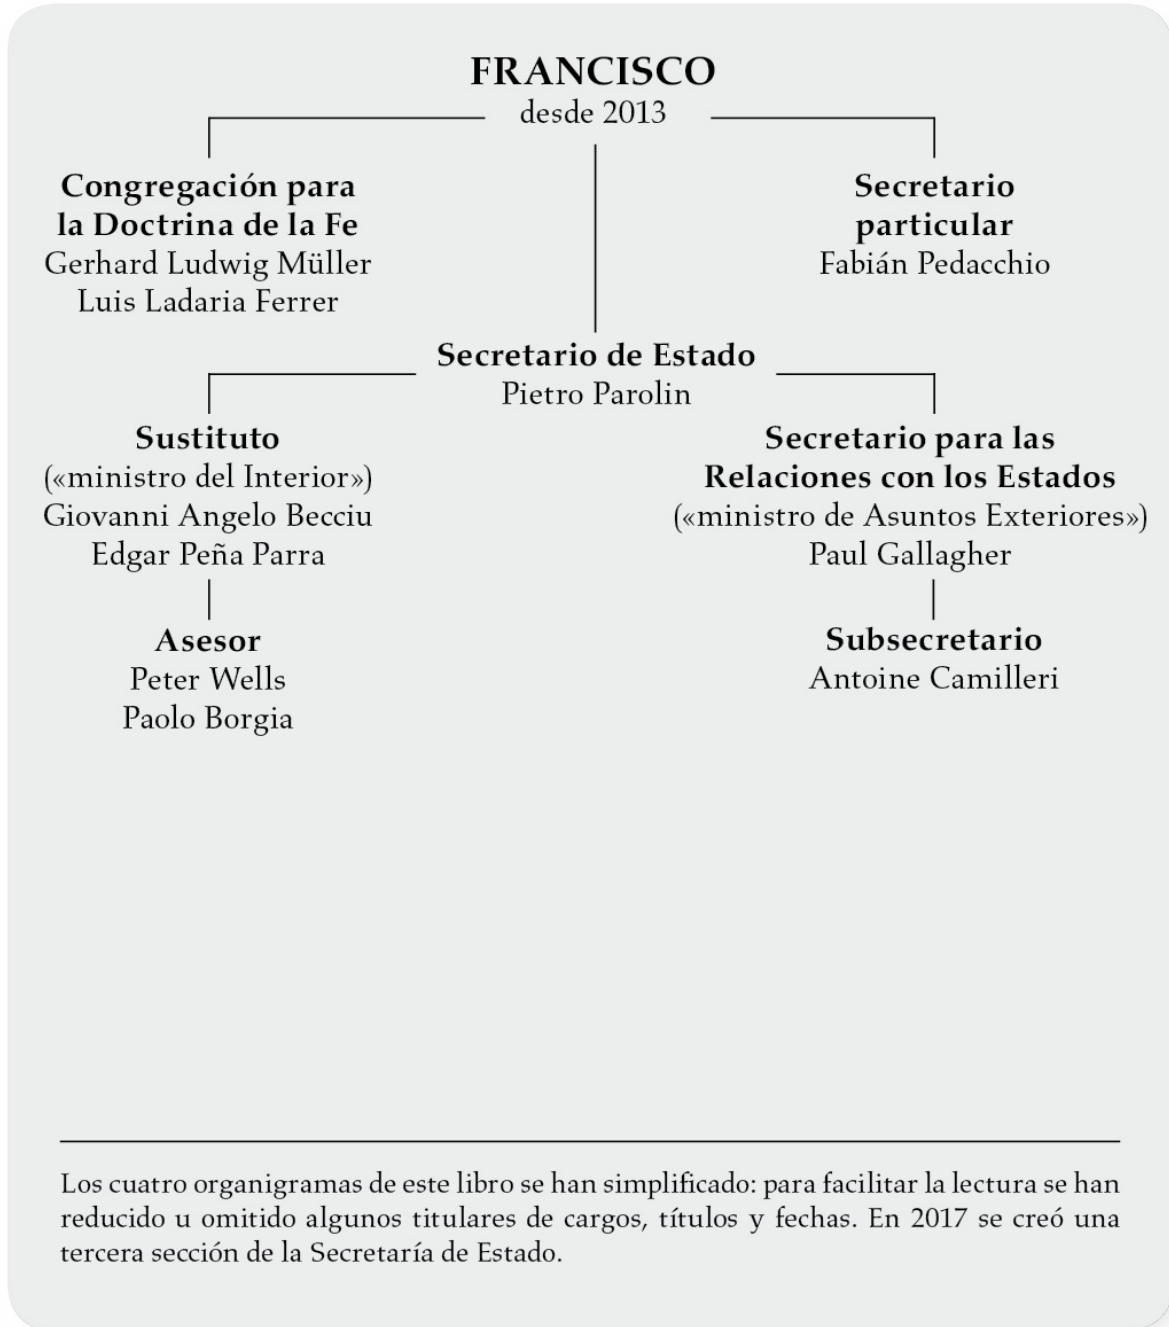 FRANCISCO
desde 2013
Congregación para
la Doctrina de la Fe
Gerhard Ludwig Müller
Luis Ladaria Ferrer
Secretario
particular
Fabián Pedacchio
Secretario de Estado
Pietro Parolin
Sustituto
(«ministro del Interior»)
Giovanni Angelo Becciu
Edgar Peña Parra
Asesor
Peter Wells
Paolo Borgia
Secretario para las
Relaciones con los Estados
(«ministro de Asuntos Exteriores»)
Paul Gallagher
Subsecretario
Antoine Camilleri
Los cuatro organigramas de este libro se han simplificado: para facilitar la lectura se han
reducido u omitido algunos titulares de cargos, títulos y fechas. En 2017 se creó una
tercera sección de la Secretaría de Estado.